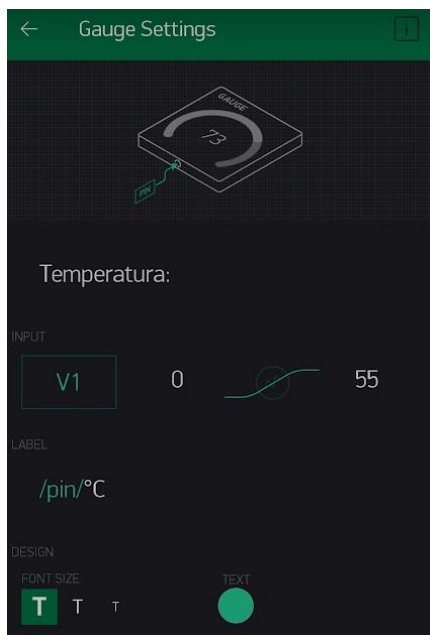 ← Gauge Settings i
GAUGE
73
PIN
Temperatura:
INPUT
V1 0 55
LABEL
/pin/°C
DESIGN
FONT SIZE TEXT
T T T